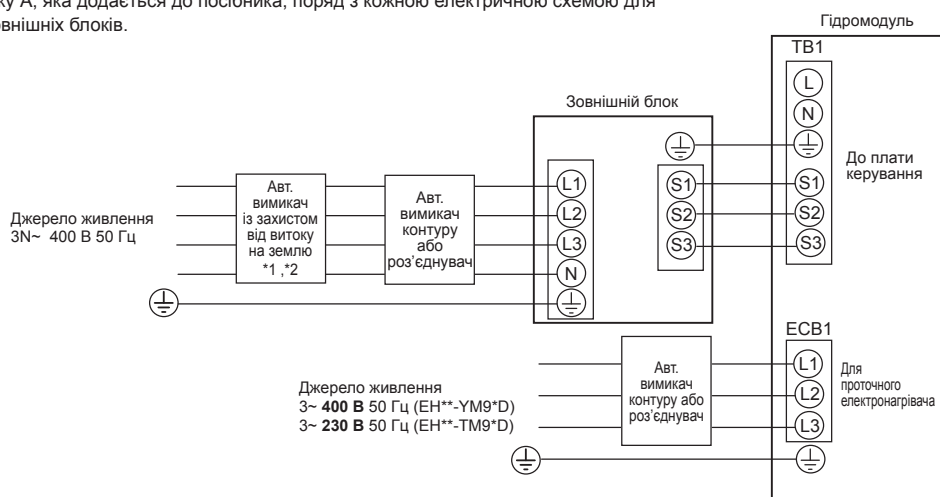 ку А, яка додається до посібника, поряд з кожною електричною схемою для
овнішніх блоків.
Гідромодуль
TB1
L
N
До плати
керування
S1
S2
S3
Зовнішній блок
S1
S2
S3
L1
L2
L3
N
Джерело живлення
3N~ 400 В 50 Гц
Авт.
вимикач
із захистом
від витоку
на землю
*1 ,*2
Авт.
вимикач
контуру
або
роз’єднувач
ECB1
L1
L2
L3
Для
проточного
електронагрівача
Авт.
вимикач
контуру або
роз’єднувач
Джерело живлення
3~ 400 В 50 Гц (EH**-YM9*D)
3~ 230 В 50 Гц (EH**-TM9*D)